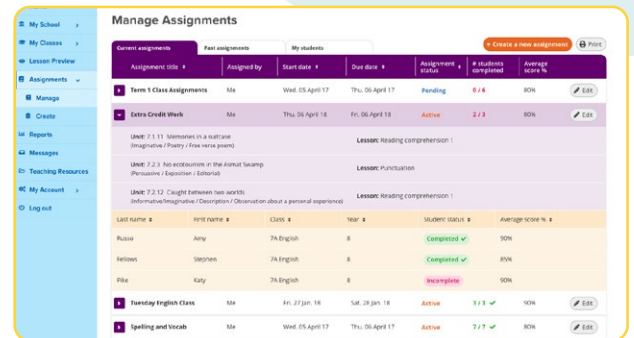 My School
My Classes
Lesson Preview
Assignments
Manage
Create
Reports
Messages
Teaching Resources
My Account
Log out
Manage Assignments
Current assignments Past assignments My students
+ Create a new assignment Print
Assignment title Assigned by Start date Due date Assignment status # students completed Average score %
Term 1 Class Assignments Me Wed. 05 April 17 Thu. 06 April 17 Pending 0 / 6 80% Edit
Extra Credit Work Me Thu. 06 April 18 Fri. 06 April 18 Active 2 / 3 80% Edit
Unit: 7.1.11 Memories in a suitcase Lesson: Reading comprehension 1
(Imaginative / Poetry / Free verse poem)
Unit: 7.2.3 No ecotourism in the Asmat Swamp Lesson: Punctuation
(Persuasive / Exposition / Editorial)
Unit: 7.2.12 Caught between two worlds Lesson: Reading comprehension 1
(Informative/Imaginative / Description / Observation about a personal experience)
Last name First name Class Year Student status Average score %
Russo Amy 7A English 8 Completed 90%
Fellows Stephen 7A English 8 Completed 85%
Pike Katy 7A English 8 Incomplete 90%
Tuesday English Class Me Fri. 27 Jan. 18 Sat. 28 Jan. 18 Active 3 / 3 90% Edit
Spelling and Vocab Me Wed. 05 April 17 Thu. 06 April 17 Active 7 / 7 80% Edit